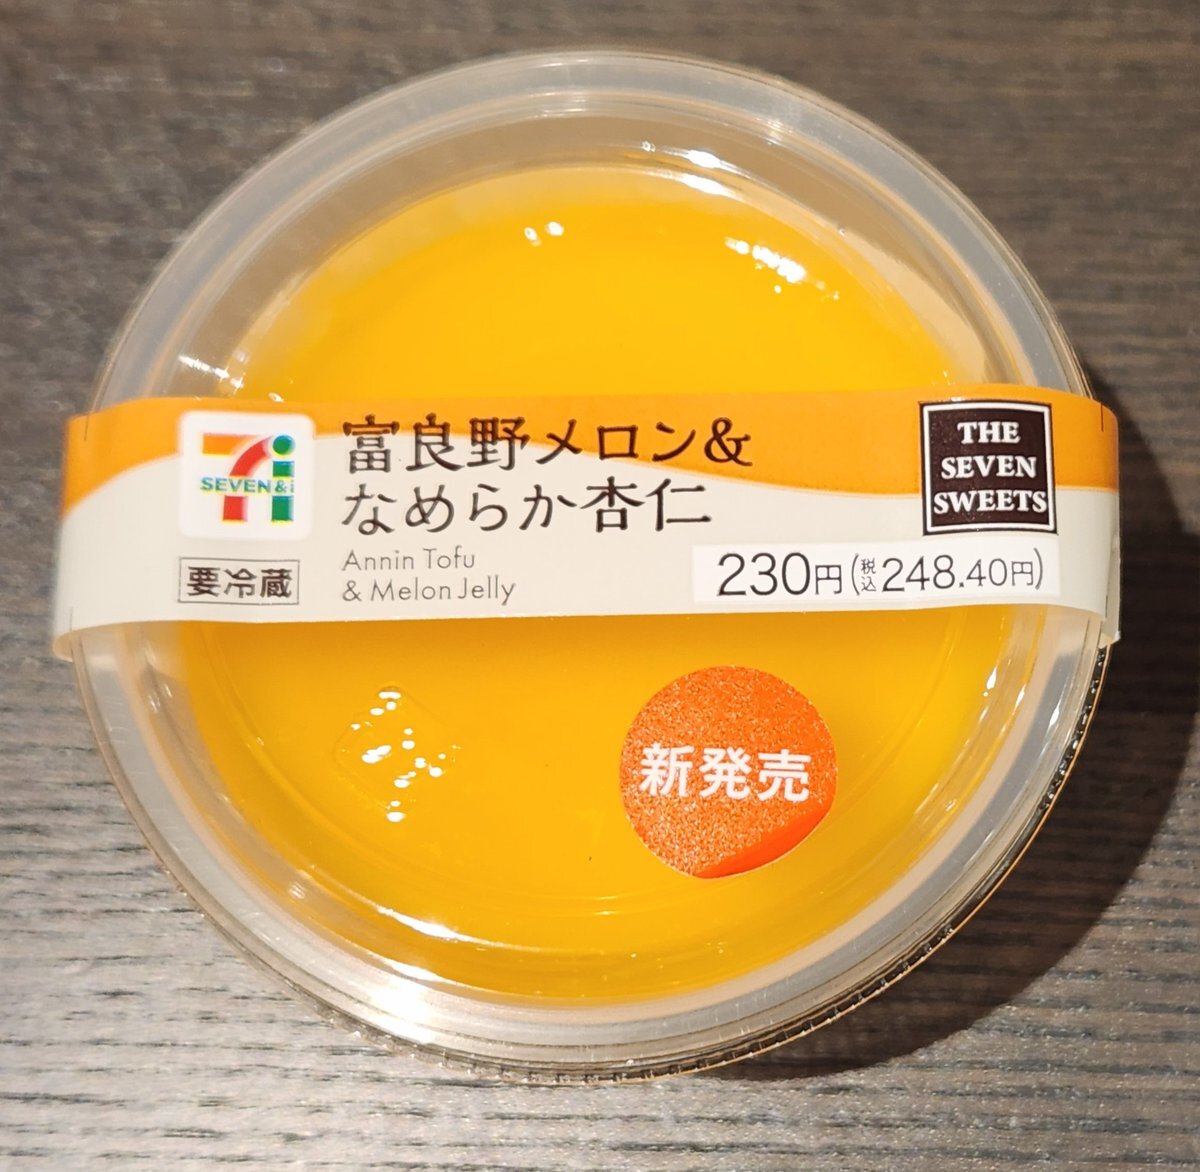 SEVEN&i
富良野メロン&
なめらか杏仁
Annin Tofu
& Melon Jelly
要冷蔵
THE
SEVEN
SWEETS
230円(税込248.40円)
新発売